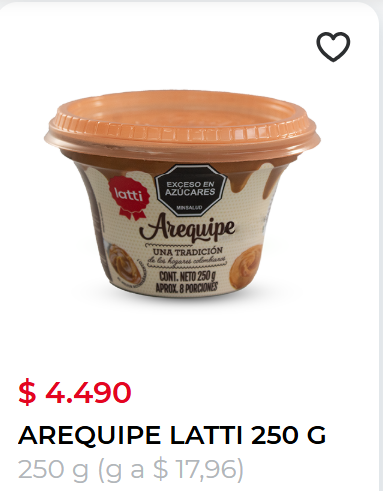 latti
EXCESO EN
AZÚCARES
MINSALUD
Arequipe
UNA TRADICIÓN
de los hogares colombianos
CONT. NETO 250 g
APROX. 8 PORCIONES
$ 4.490
AREQUIPE LATTI 250 G
250 g (g a $ 17,96)